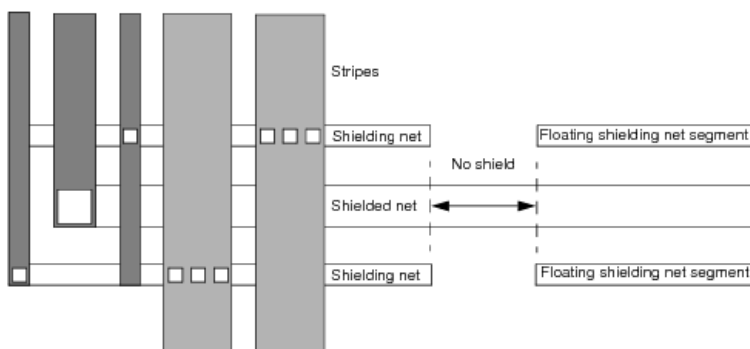 Stripes
Shielding net
Floating shielding net segment
No shield
Shielded net
Shielding net
Floating shielding net segment